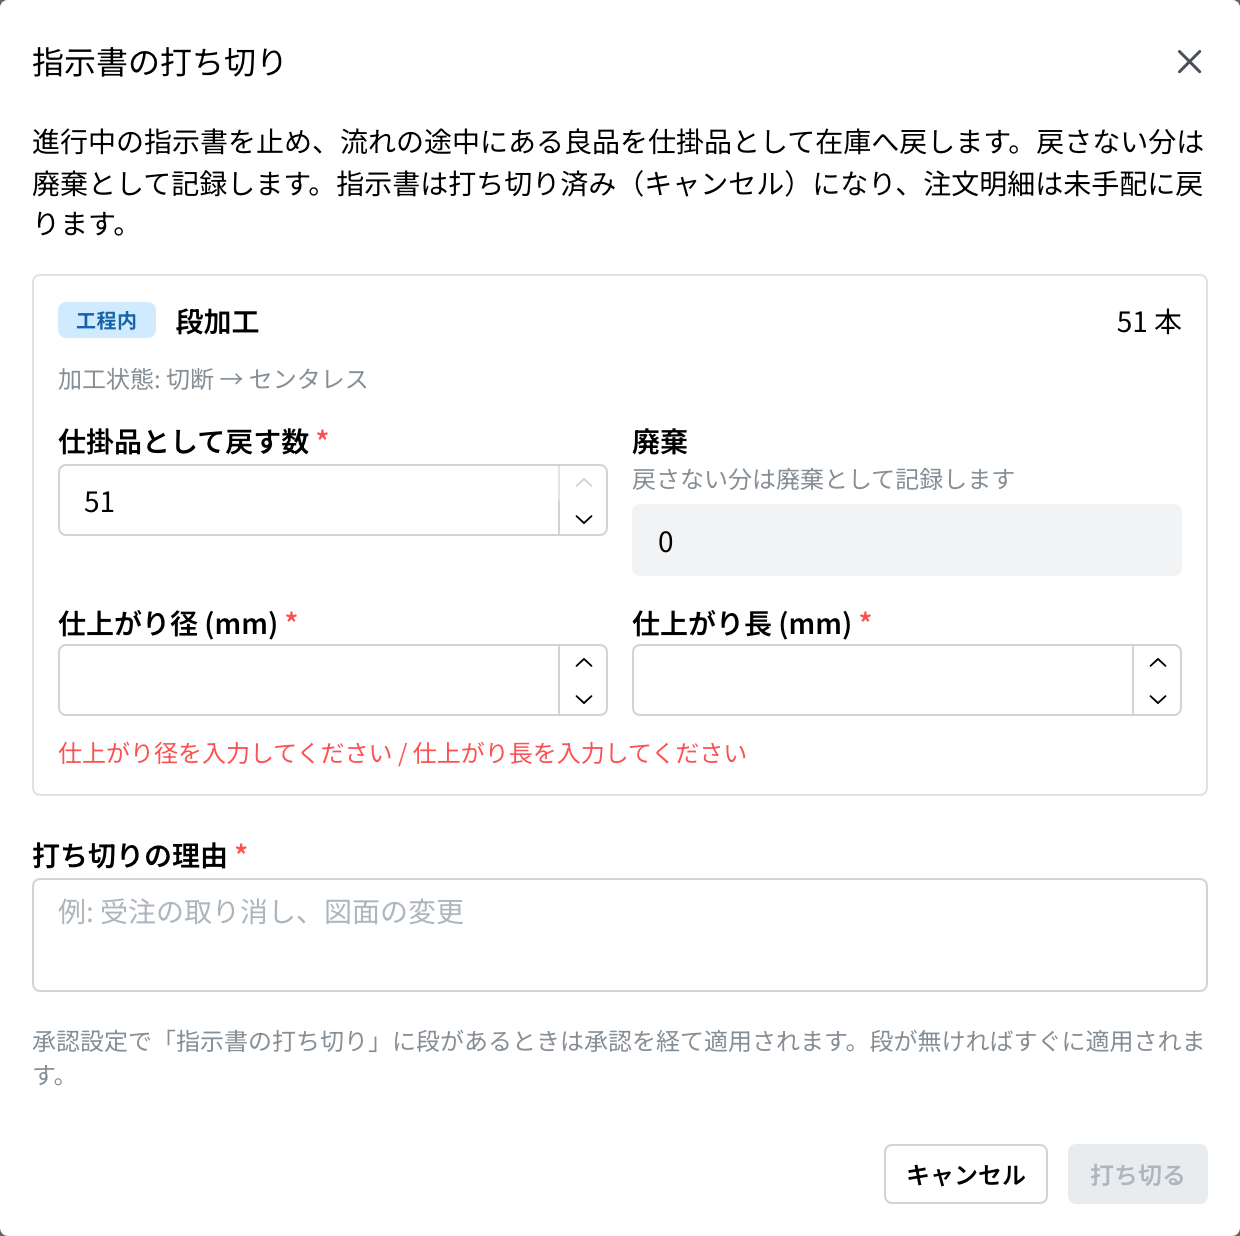 指示書の打ち切り
進行中の指示書を止め、流れの途中にある良品を仕掛品として在庫へ戻します。戻さない分は
廃棄として記録します。指示書は打ち切り済み（キャンセル）になり、注文明細は未手配に戻
ります。
工程内 段加工 51 本
加工状態: 切断 → センタレス
仕掛品として戻す数 *
51
廃棄
戻さない分は廃棄として記録します
0
仕上がり径 (mm) *
仕上がり長 (mm) *
仕上がり径を入力してください / 仕上がり長を入力してください
打ち切りの理由 *
例: 受注の取り消し、図面の変更
承認設定で「指示書の打ち切り」に段があるときは承認を経て適用されます。段が無ければすぐに適用されま
す。
キャンセル 打ち切る